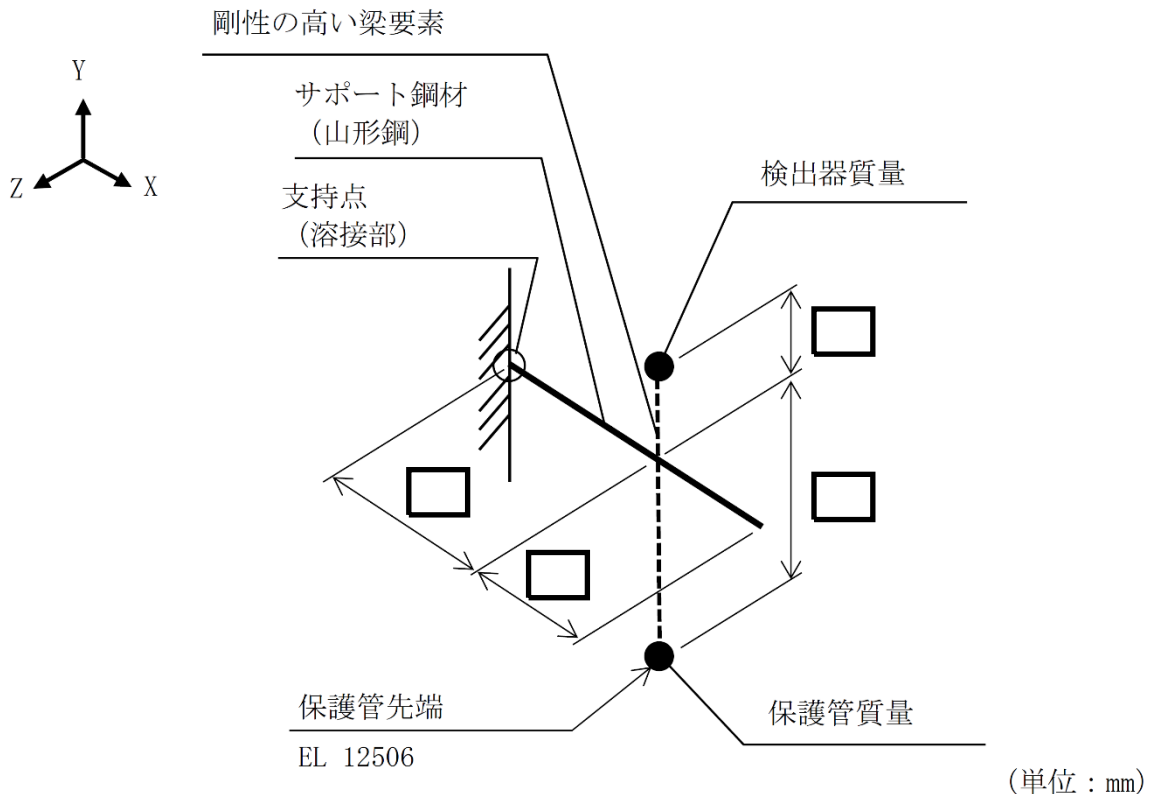 剛性の高い梁要素
サポート鋼材
（山形鋼）
支持点
（溶接部）
検出器質量
Y
Z
X
保護管先端
EL 12506
保護管質量
(単位：mm)